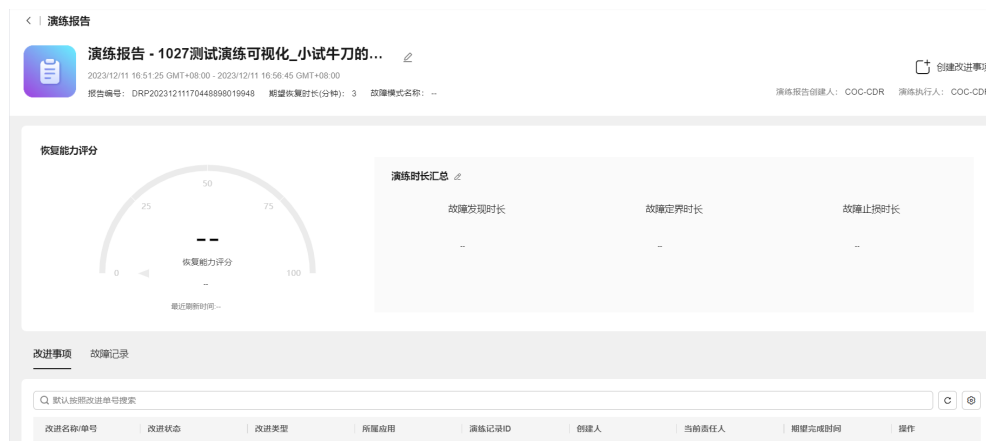 演练报告
演练报告 - 1027测试演练可视化_小试牛刀的...
2023/12/11 16:51:25 GMT+08:00 - 2023/12/11 16:56:45 GMT+08:00
创建改进事项
报告编号： DRP20231211170448898019948 期望恢复时长(分钟)： 3 故障模式名称： --
演练报告创建人： COC-CDR 演练执行人： COC-CDR
恢复能力评分
演练时长汇总
50
25 75
故障发现时长 故障定界时长 故障止损时长
-- -- -- --
恢复能力评分
0 100
--
最近刷新时间:--
改进事项 故障记录
默认按照改进单号搜索
改进名称/单号 改进状态 改进类型 所属应用 演练记录ID 创建人 当前责任人 期望完成时间 操作